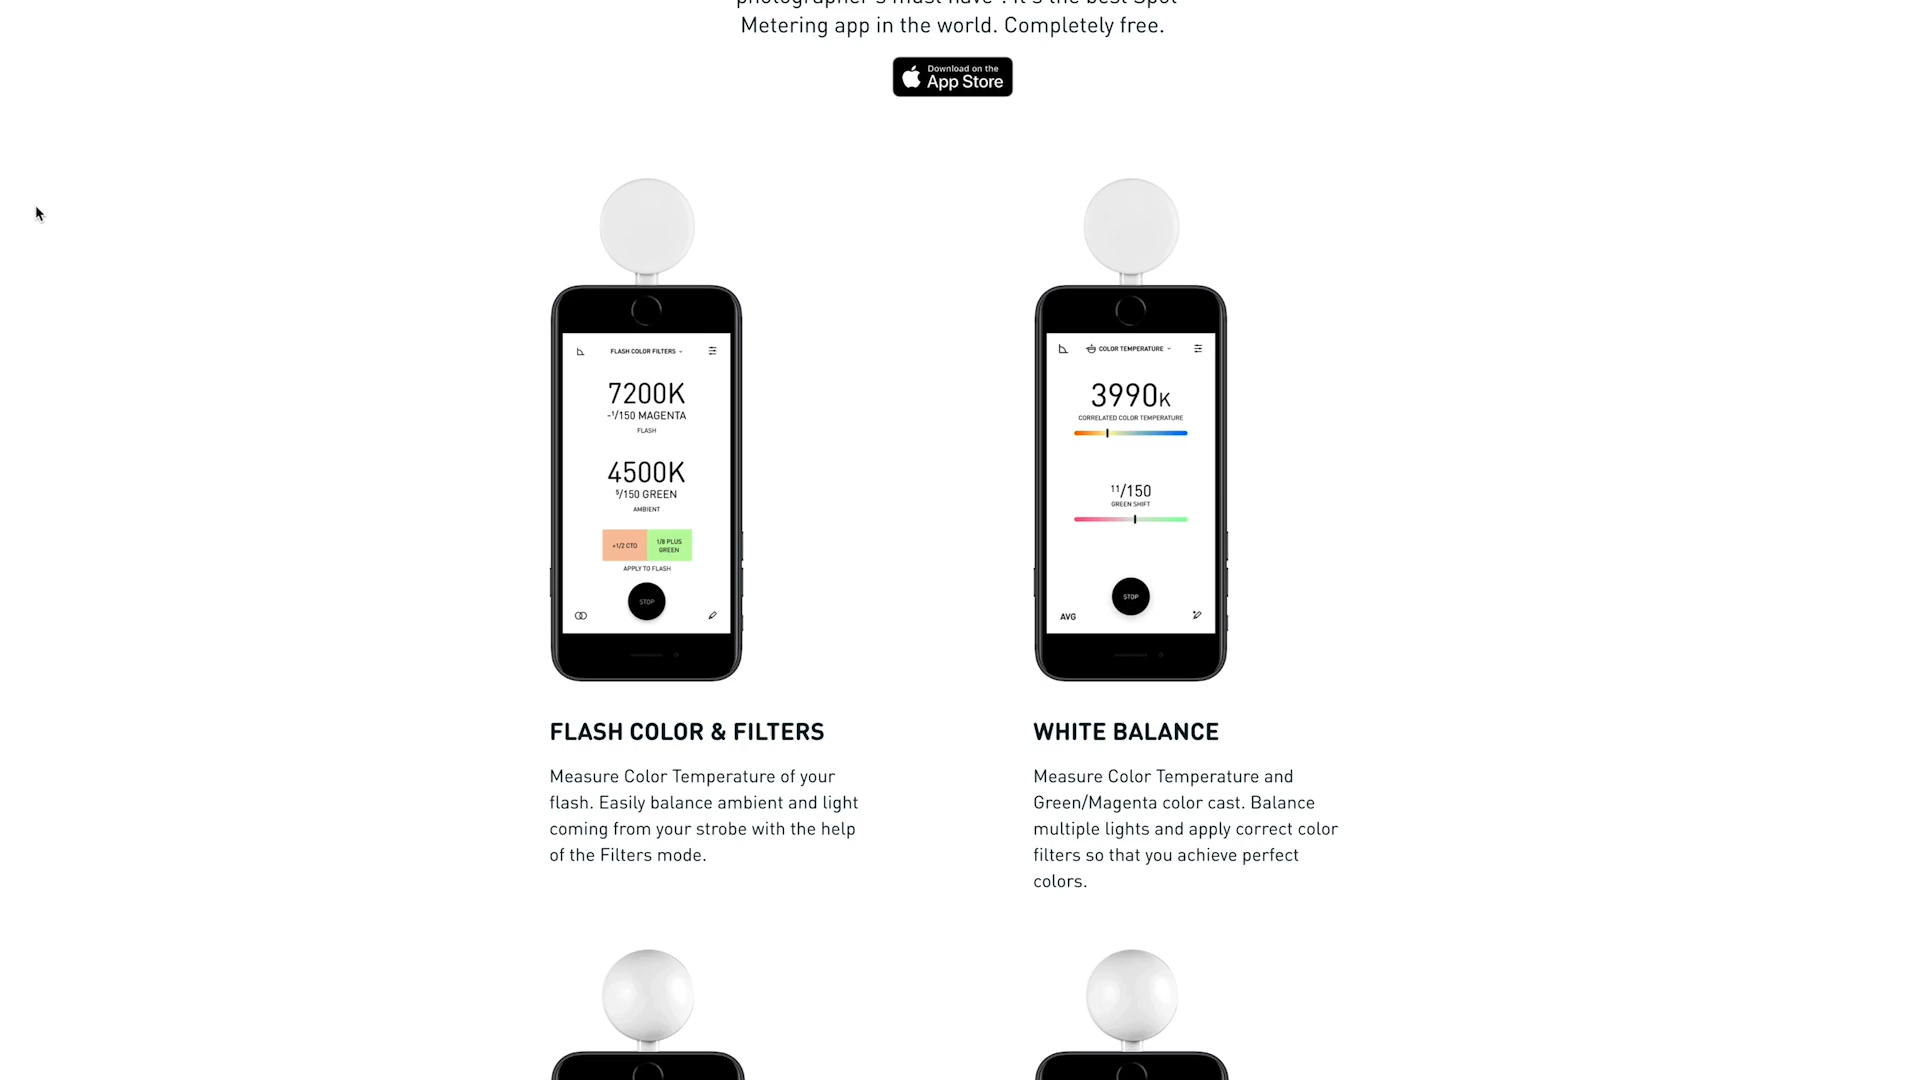 Metering app in the world. Completely free.
Download on the
App Store
FLASH COLOR FILTERS
7200K
-1/150 MAGENTA
FLASH
4500K
5/150 GREEN
AMBIENT
+1/2 CTO
1/8 PLUS
GREEN
APPLY TO FLASH
STOP
COLOR TEMPERATURE
3990K
CORRELATED COLOR TEMPERATURE
11/150
GREEN SHIFT
STOP
AVG
FLASH COLOR & FILTERS
Measure Color Temperature of your
flash. Easily balance ambient and light
coming from your strobe with the help
of the Filters mode.
WHITE BALANCE
Measure Color Temperature and
Green/Magenta color cast. Balance
multiple lights and apply correct color
filters so that you achieve perfect
colors.